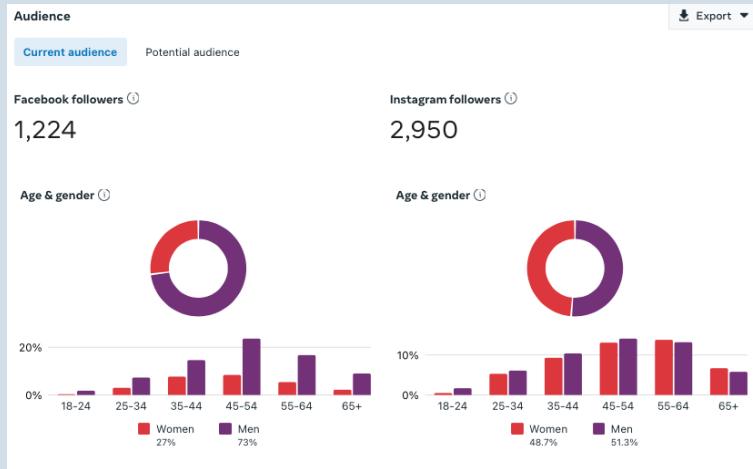 Audience
Export
Current audience
Potential audience
Facebook followers
1,224
Instagram followers
2,950
Age & gender
20%
0%
18-24 25-34 35-44 45-54 55-64 65+
Women Men
27% 73%
Age & gender
10%
0%
18-24 25-34 35-44 45-54 55-64 65+
Women Men
48.7% 51.3%